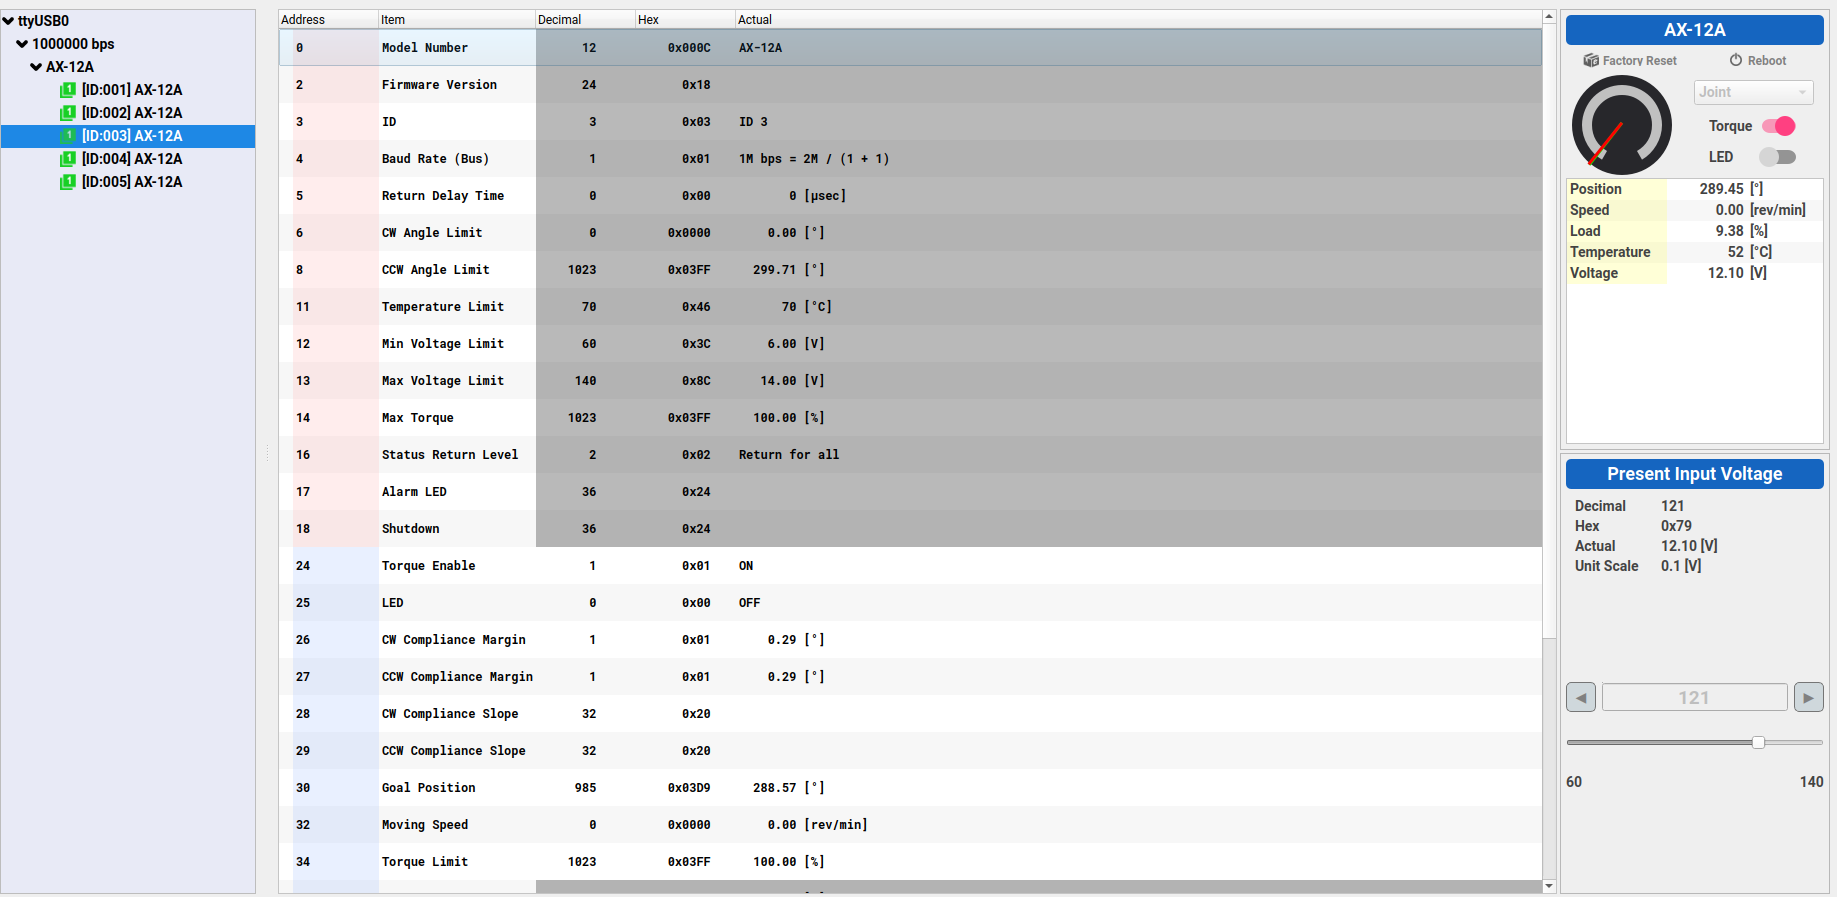 ttyUSB0
1000000 bps
AX-12A
1 [ID:001] AX-12A
1 [ID:002] AX-12A
1 [ID:003] AX-12A
1 [ID:004] AX-12A
1 [ID:005] AX-12A
Address Item Decimal Hex Actual
0 Model Number 12 0x000C AX-12A
2 Firmware Version 24 0x18
3 ID 3 0x03 ID 3
4 Baud Rate (Bus) 1 0x01 1M bps = 2M / (1 + 1)
5 Return Delay Time 0 0x00 0 [μsec]
6 CW Angle Limit 0 0x0000 0.00 [°]
8 CCW Angle Limit 1023 0x03FF 299.71 [°]
11 Temperature Limit 70 0x46 70 [°C]
12 Min Voltage Limit 60 0x3C 6.00 [V]
13 Max Voltage Limit 140 0x8C 14.00 [V]
14 Max Torque 1023 0x03FF 100.00 [%]
16 Status Return Level 2 0x02 Return for all
17 Alarm LED 36 0x24
18 Shutdown 36 0x24
24 Torque Enable 1 0x01 ON
25 LED 0 0x00 OFF
26 CW Compliance Margin 1 0x01 0.29 [°]
27 CCW Compliance Margin 1 0x01 0.29 [°]
28 CW Compliance Slope 32 0x20
29 CCW Compliance Slope 32 0x20
30 Goal Position 985 0x03D9 288.57 [°]
32 Moving Speed 0 0x0000 0.00 [rev/min]
34 Torque Limit 1023 0x03FF 100.00 [%]
AX-12A
Factory Reset Reboot
Joint
Torque
LED
Position 289.45 [°]
Speed 0.00 [rev/min]
Load 9.38 [%]
Temperature 52 [°C]
Voltage 12.10 [V]
Present Input Voltage
Decimal 121
Hex 0x79
Actual 12.10 [V]
Unit Scale 0.1 [V]
121
60 140